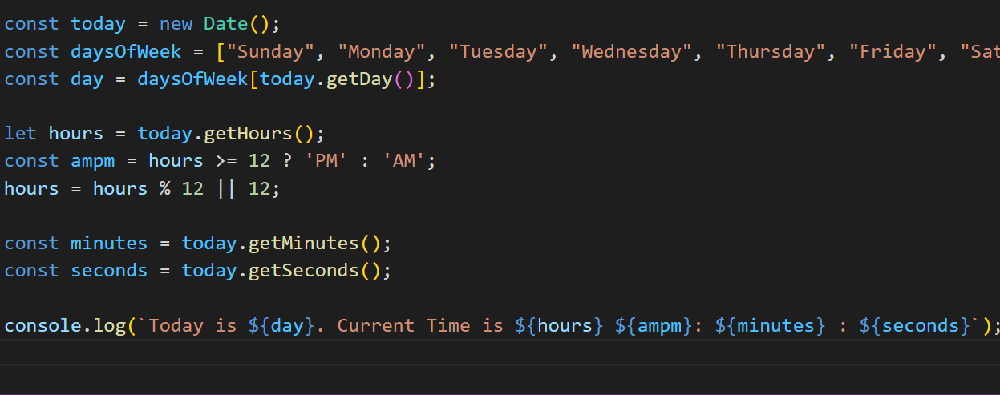 const today = new Date();
const daysOfWeek = ["Sunday", "Monday", "Tuesday", "Wednesday", "Thursday", "Friday", "Sat
const day = daysOfWeek[today.getDay()];
let hours = today.getHours();
const ampm = hours >= 12 ? 'PM' : 'AM';
hours = hours % 12 || 12;
const minutes = today.getMinutes();
const seconds = today.getSeconds();
console.log(`Today is ${day}. Current Time is ${hours} ${ampm}: ${minutes} : ${seconds}`);